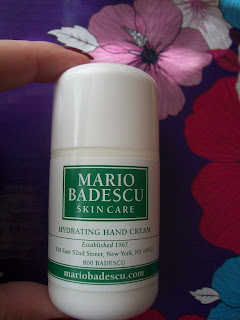 MARIO
BADESCU
SKIN CARE
HYDRATING HAND CREAM
Established 1967
East 52nd Street, New York, NY 10022
800 BADESCU
mariobadescu.com